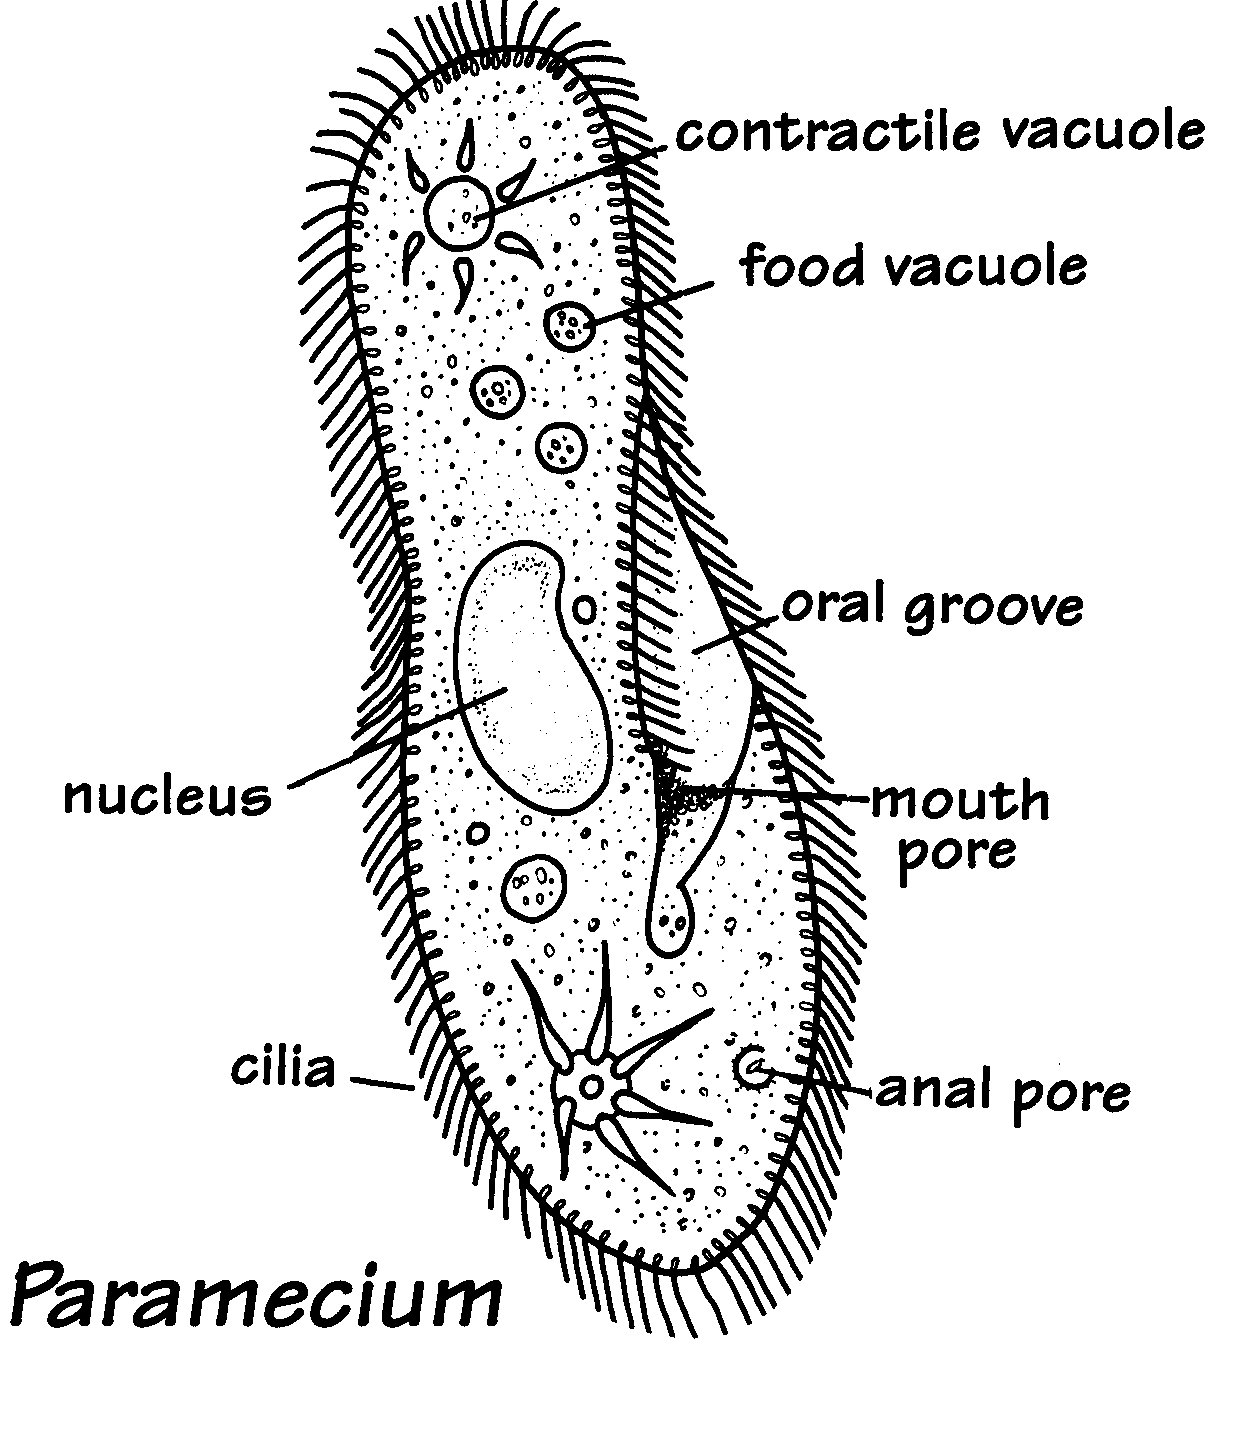 contractile vacuole
food vacuole
oral groove
nucleus
mouth
pore
cilia
anal pore
Paramecium